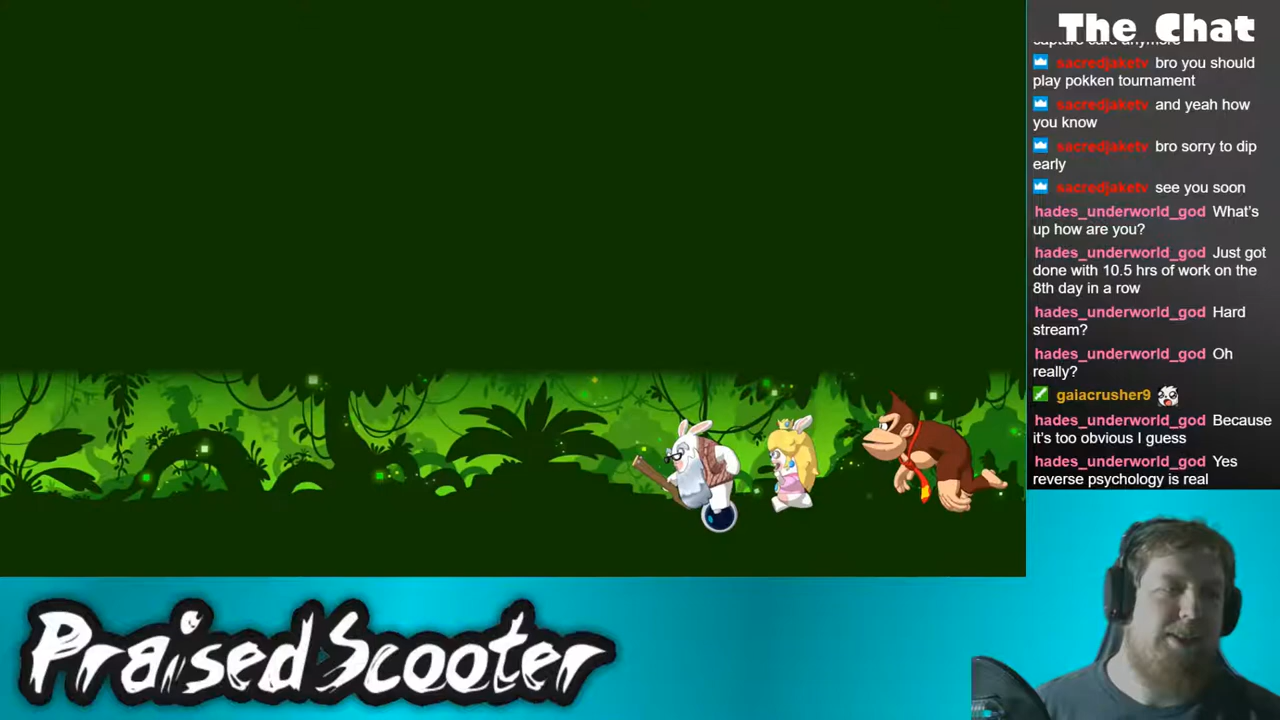 The Chat
capture card anymore
sacredjaketv bro you should
play pokken tournament
sacredjaketv and yeah how
you know
sacredjaketv bro sorry to dip
early
sacredjaketv see you soon
hades_underworld_god What's
up how are you?
hades_underworld_god Just got
done with 10.5 hrs of work on the
8th day in a row
hades_underworld_god Hard
stream?
hades_underworld_god Oh
really?
gaiacrusher9
hades_underworld_god Because
it's too obvious I guess
hades_underworld_god Yes
reverse psychology is real
PraisedScooter